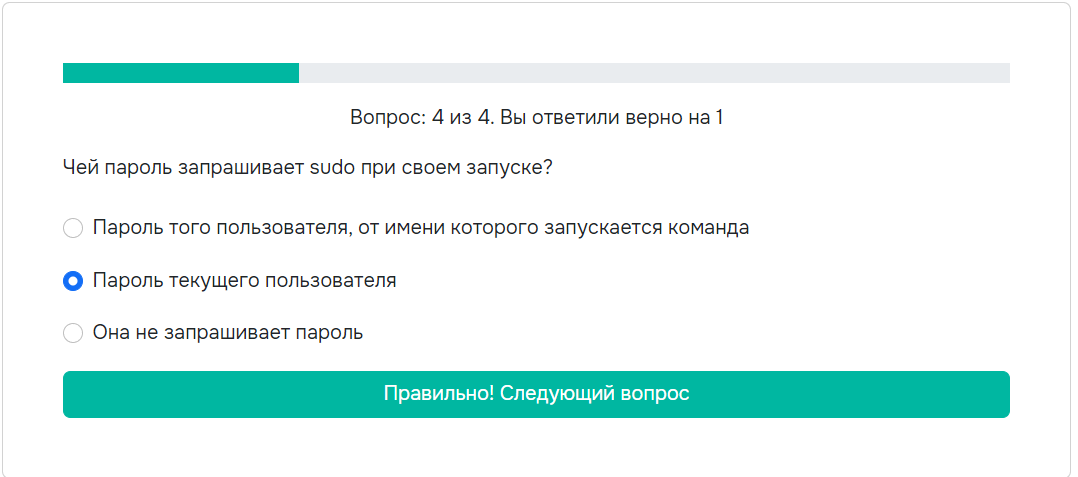 Вопрос: 4 из 4. Вы ответили верно на 1
Чей пароль запрашивает sudo при своем запуске?
Пароль того пользователя, от имени которого запускается команда
Пароль текущего пользователя
Она не запрашивает пароль
Правильно! Следующий вопрос